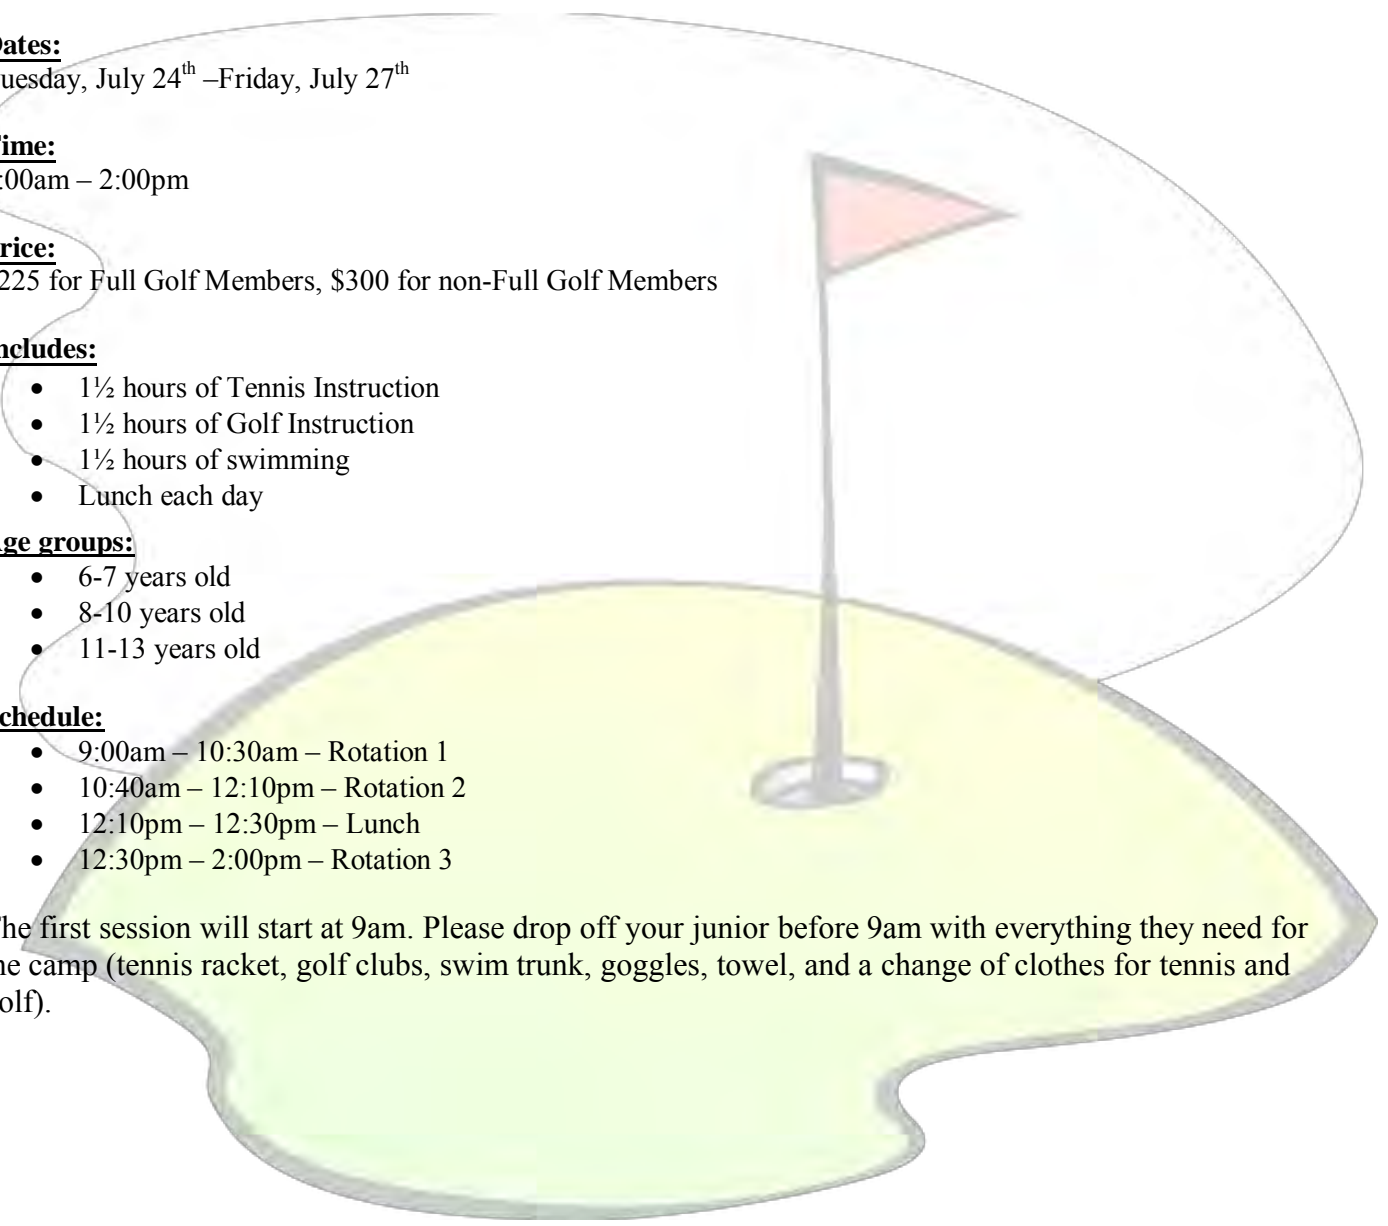 Dates:
uesday, July 24th –Friday, July 27th
Time:
:00am – 2:00pm
rice:
225 for Full Golf Members, $300 for non-Full Golf Members
ncludes:
• 1½ hours of Tennis Instruction
• 1½ hours of Golf Instruction
• 1½ hours of swimming
• Lunch each day
Age groups:
• 6-7 years old
• 8-10 years old
• 11-13 years old
chedule:
• 9:00am – 10:30am – Rotation 1
• 10:40am – 12:10pm – Rotation 2
• 12:10pm – 12:30pm – Lunch
• 12:30pm – 2:00pm – Rotation 3
The first session will start at 9am. Please drop off your junior before 9am with everything they need for
he camp (tennis racket, golf clubs, swim trunk, goggles, towel, and a change of clothes for tennis and
olf).